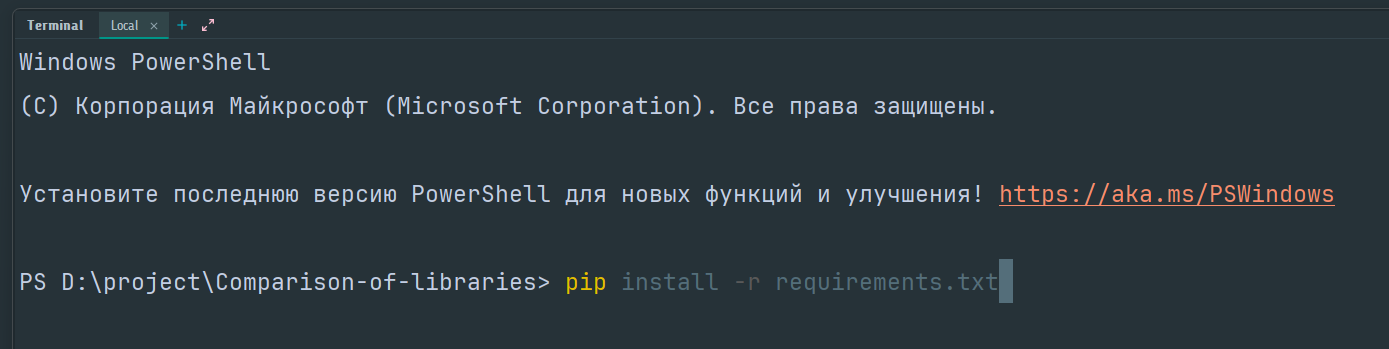 Terminal Local × +
Windows PowerShell
(C) Корпорация Майкрософт (Microsoft Corporation). Все права защищены.
Установите последнюю версию PowerShell для новых функций и улучшения! https://aka.ms/PSWindows
PS D:\project\Comparison-of-libraries> pip install -r requirements.txt